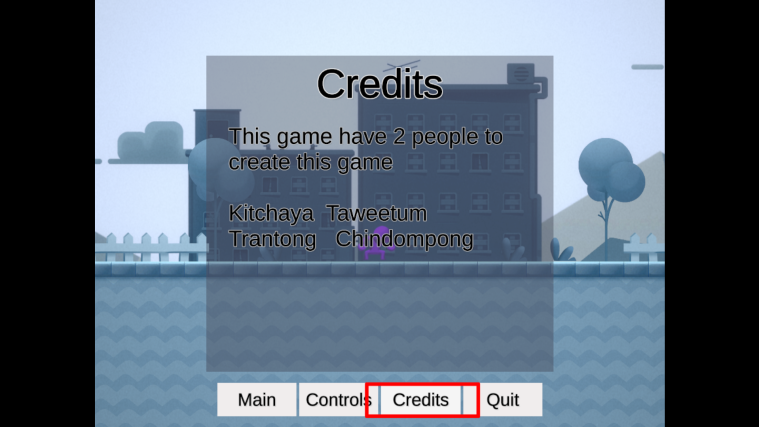 Credits
This game have 2 people to
create this game
Kitchaya Taweetum
Trantong Chindompong
Main Controls Credits Quit